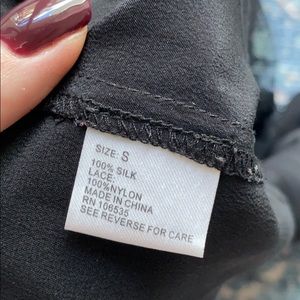 SIZE: S
100% SILK
LACE:
100%NYLON
MADE IN CHINA
RN 106535
SEE REVERSE FOR CARE